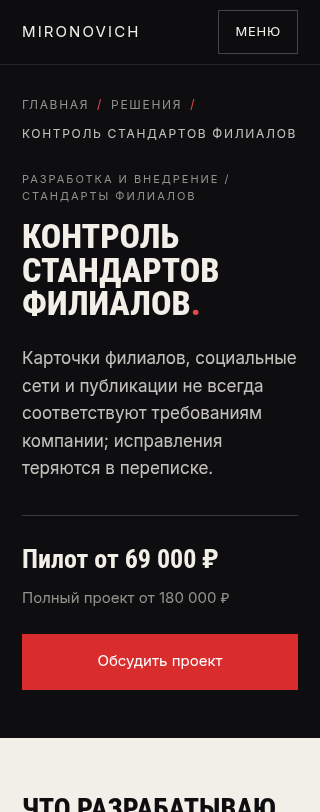 MIRONOVICH
МЕНЮ
ГЛАВНАЯ / РЕШЕНИЯ /
КОНТРОЛЬ СТАНДАРТОВ ФИЛИАЛОВ
РАЗРАБОТКА И ВНЕДРЕНИЕ /
СТАНДАРТЫ ФИЛИАЛОВ
КОНТРОЛЬ
СТАНДАРТОВ
ФИЛИАЛОВ.
Карточки филиалов, социальные
сети и публикации не всегда
соответствуют требованиям
компании; исправления
теряются в переписке.
Пилот от 69 000 ₽
Полный проект от 180 000 ₽
Обсудить проект
ЧТО РАЗРАБАТЫВАЮ